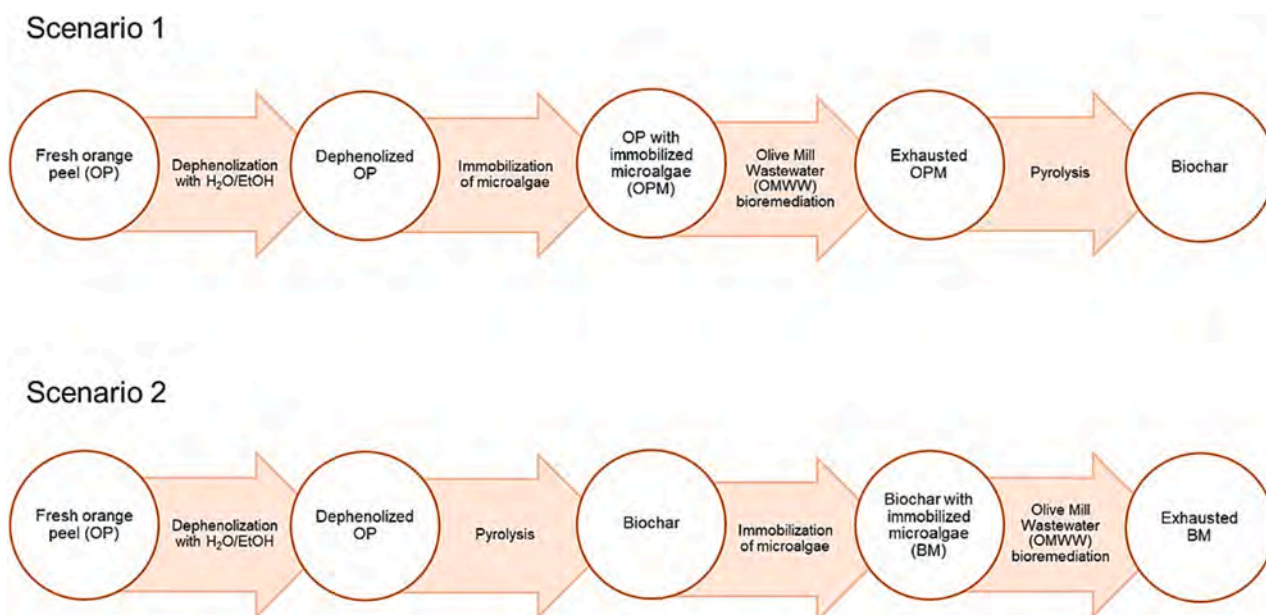 Scenario 1
Fresh orange
peel (OP)
Dephenolization
with H₂O/EtOH
Dephenolized
OP
Immobilization
of microalgae
OP with
immobilized
microalgae
(OPM)
Olive Mill
Wastewater
(OMWW)
bioremediation
Exhausted
OPM
Pyrolysis
Biochar
Scenario 2
Fresh orange
peel (OP)
Dephenolization
with H₂O/EtOH
Dephenolized
OP
Pyrolysis
Biochar
Immobilization
of microalgae
Biochar with
immobilized
microalgae
(BM)
Olive Mill
Wastewater
(OMWW)
bioremediation
Exhausted
BM